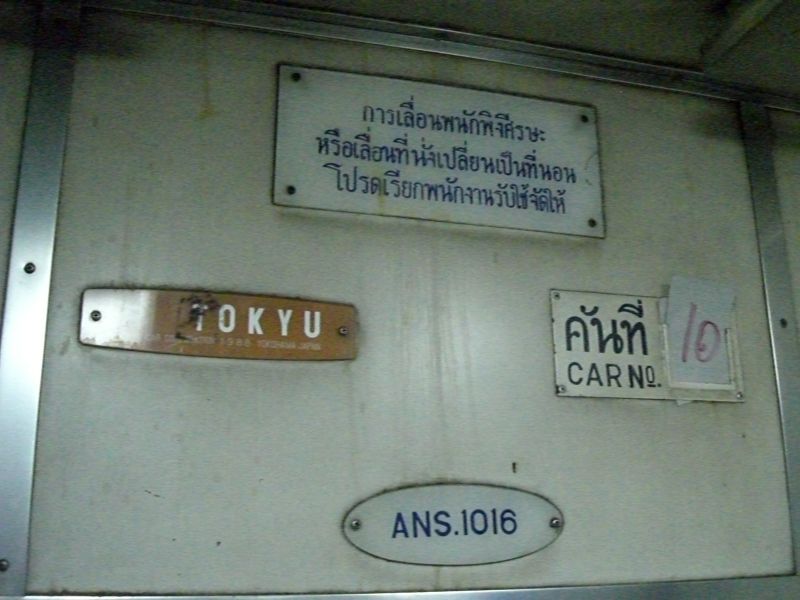 การเลื่อนพนักพิงศีรษะ
หรือเลื่อนที่นั่งเปลี่ยนเป็นที่นอน
โปรดเรียกพนักงานรับใช้จัดให้
TOKYU
1988 YOKOHAMA JAPAN
คันที่
CAR NO.
10
ANS.1016